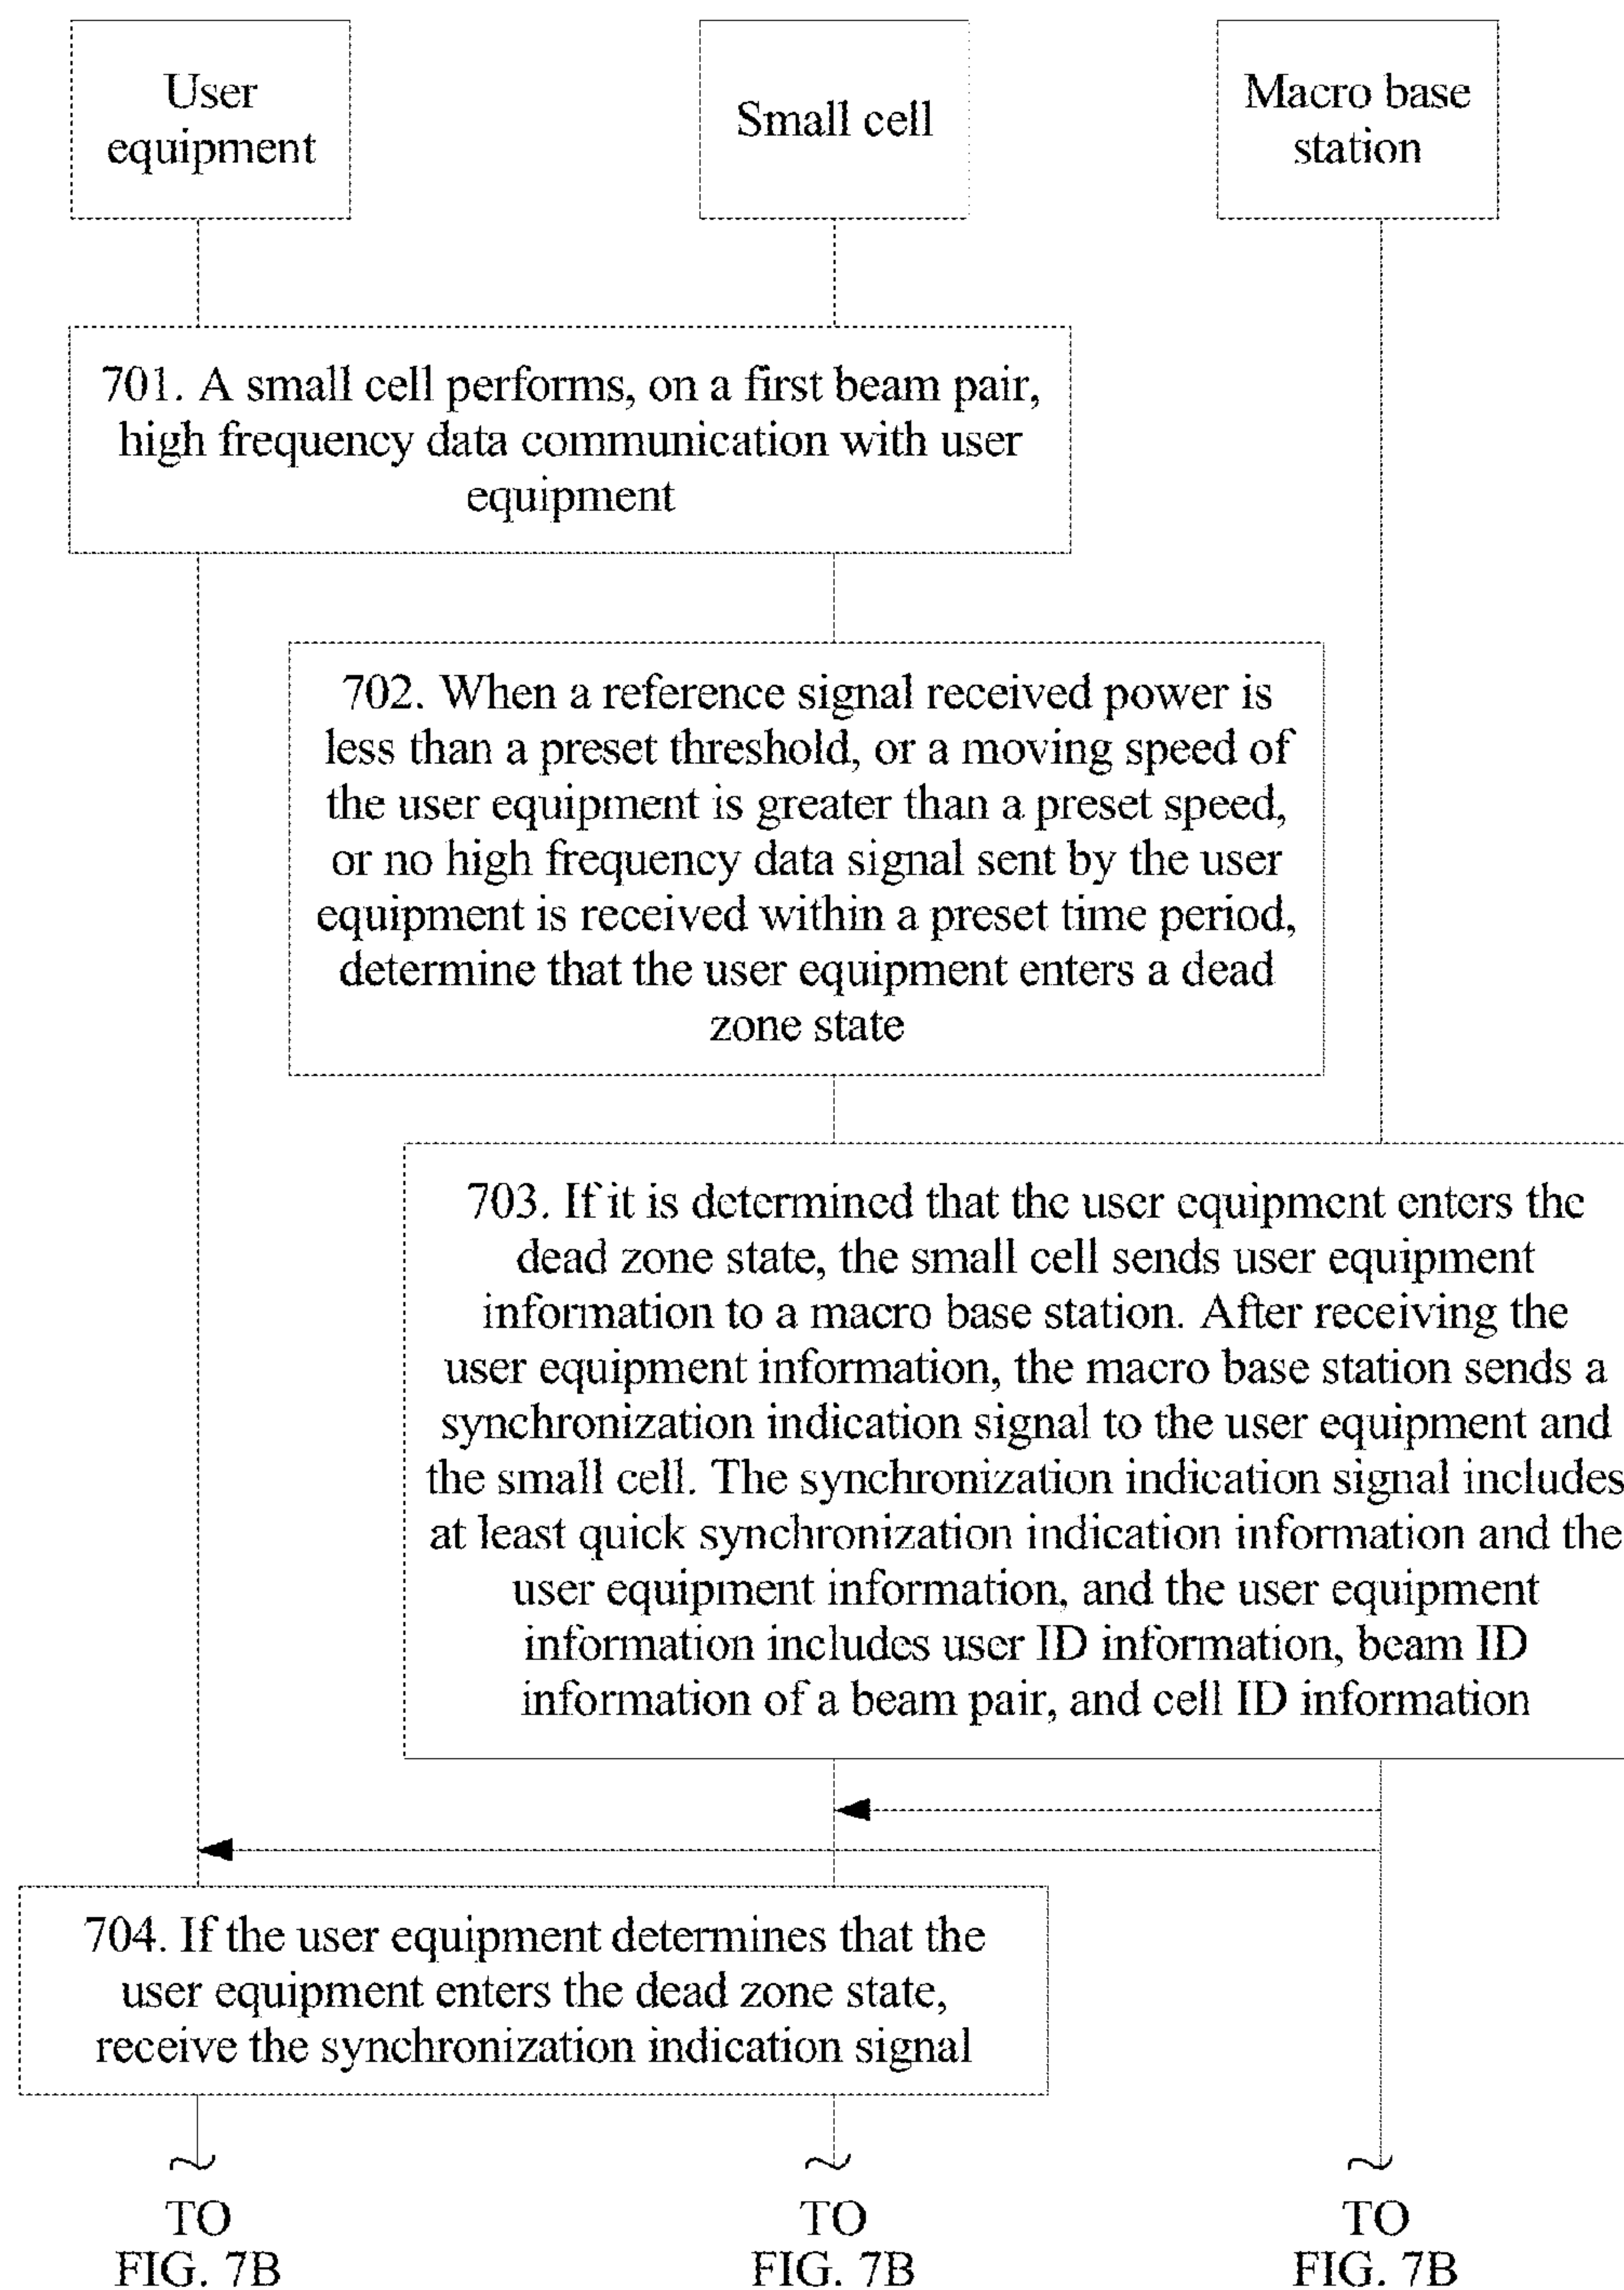 User
equipment
Small cell
Macro base
station
701. A small cell performs, on a first beam pair,
high frequency data communication with user
equipment
702. When a reference signal received power is
less than a preset threshold, or a moving speed of
the user equipment is greater than a preset speed,
or no high frequency data signal sent by the user
equipment is received within a preset time period,
determine that the user equipment enters a dead
zone state
703. If it is determined that the user equipment enters the
dead zone state, the small cell sends user equipment
information to a macro base station. After receiving the
user equipment information, the macro base station sends a
synchronization indication signal to the user equipment and
the small cell. The synchronization indication signal includes
at least quick synchronization indication information and the
user equipment information, and the user equipment
information includes user ID information, beam ID
information of a beam pair, and cell ID information
704. If the user equipment determines that the
user equipment enters the dead zone state,
receive the synchronization indication signal
TO
FIG. 7B
TO
FIG. 7B
TO
FIG. 7B